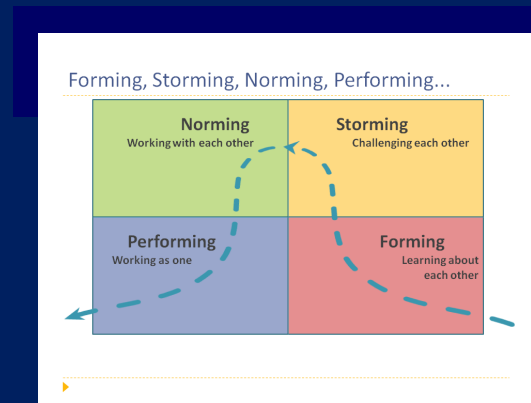 Forming, Storming, Norming, Performing...
Norming
Working with each other
Storming
Challenging each other
Performing
Working as one
Forming
Learning about
each other